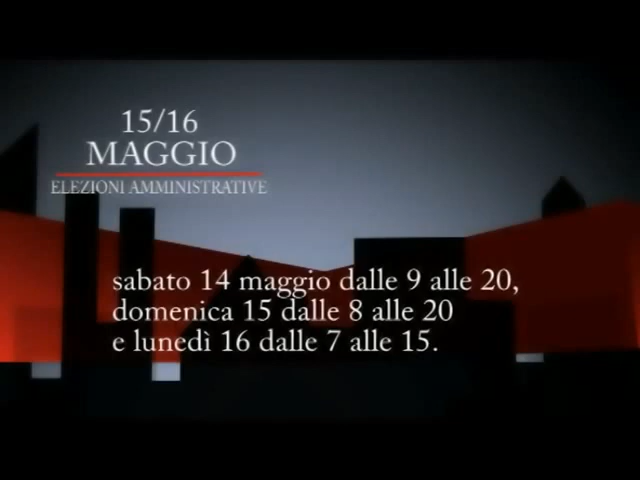 15/16
MAGGIO
ELEZIONI AMMINISTRATIVE
sabato 14 maggio dalle 9 alle 20,
domenica 15 dalle 8 alle 20
e lunedì 16 dalle 7 alle 15.